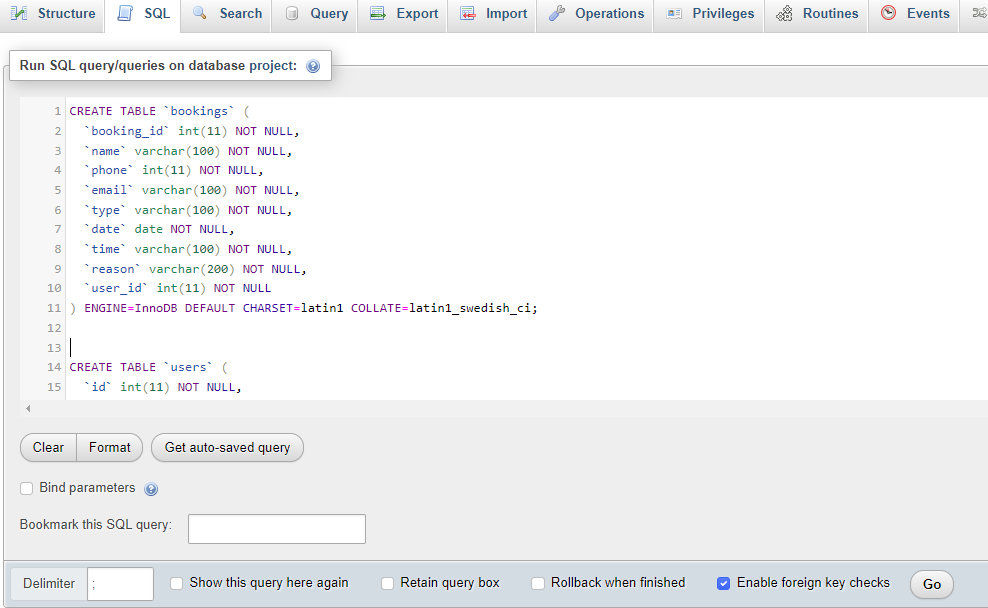 Structure SQL Search Query Export Import Operations Privileges Routines Events
Run SQL query/queries on database project:
1 CREATE TABLE `bookings` (
2 `booking_id` int(11) NOT NULL,
3 `name` varchar(100) NOT NULL,
4 `phone` int(11) NOT NULL,
5 `email` varchar(100) NOT NULL,
6 `type` varchar(100) NOT NULL,
7 `date` date NOT NULL,
8 `time` varchar(100) NOT NULL,
9 `reason` varchar(200) NOT NULL,
10 `user_id` int(11) NOT NULL
11 ) ENGINE=InnoDB DEFAULT CHARSET=latin1 COLLATE=latin1_swedish_ci;
12
13
14 CREATE TABLE `users` (
15 `id` int(11) NOT NULL,
Clear Format Get auto-saved query
Bind parameters
Bookmark this SQL query:
Delimiter ; Show this query here again Retain query box Rollback when finished Enable foreign key checks Go